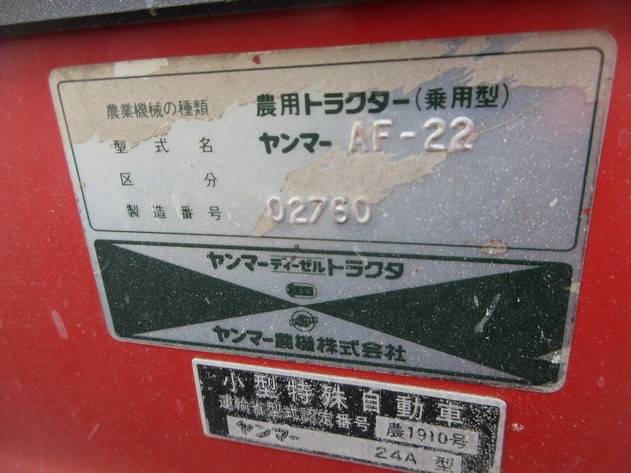 農業機械の種類 農用トラクター(乗用型)
型式名 ヤンマー AF-22
区分
製造番号 02760
ヤンマーディーゼルトラクタ
ヤンマー農機株式会社
小型特殊自動車
運輸省型式認定番号 農1910号
ヤンマー 24A型